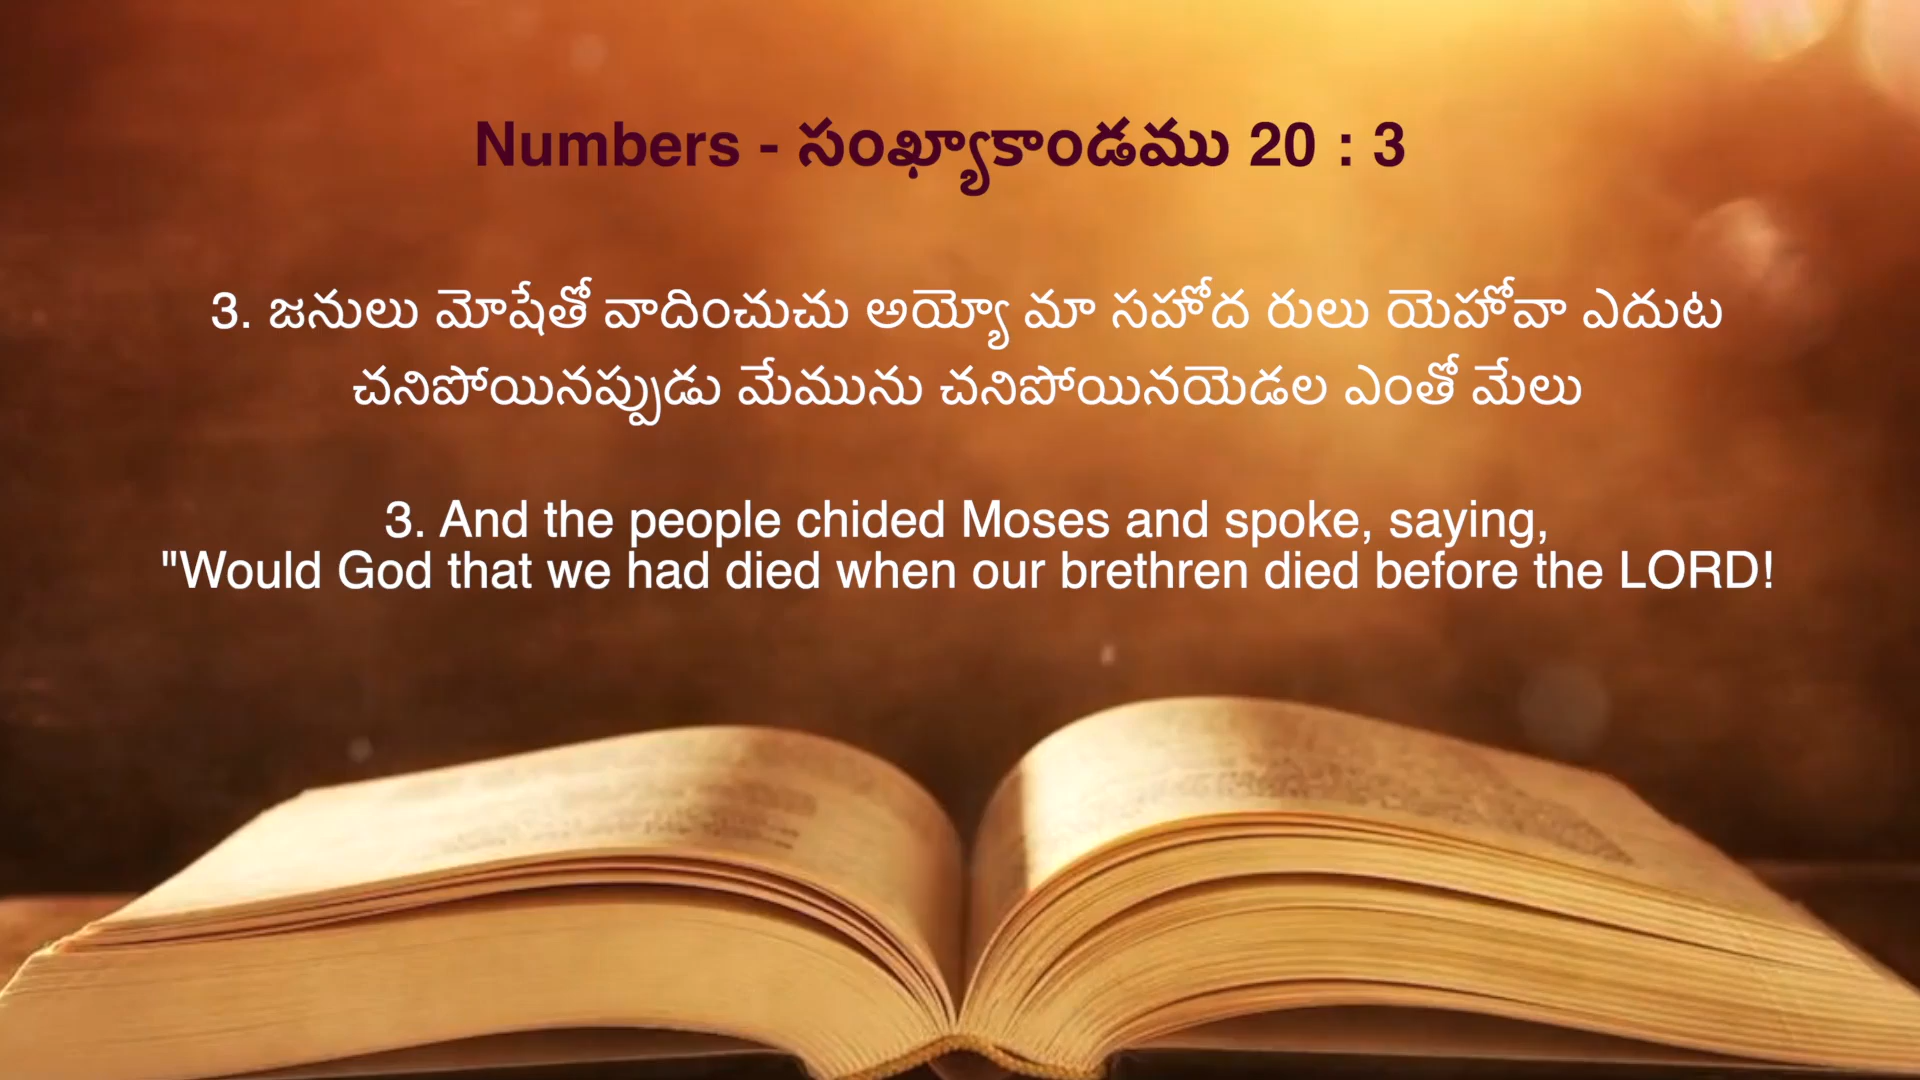 Numbers - సంఖ్యాకాండము 20 : 3
3. జనులు మోషేతో వాదించుచు అయ్యో మా సహోద రులు యెహోవా ఎదుట
చనిపోయినప్పుడు మేమును చనిపోయినయెడల ఎంతో మేలు
3. And the people chided Moses and spoke, saying,
"Would God that we had died when our brethren died before the LORD!